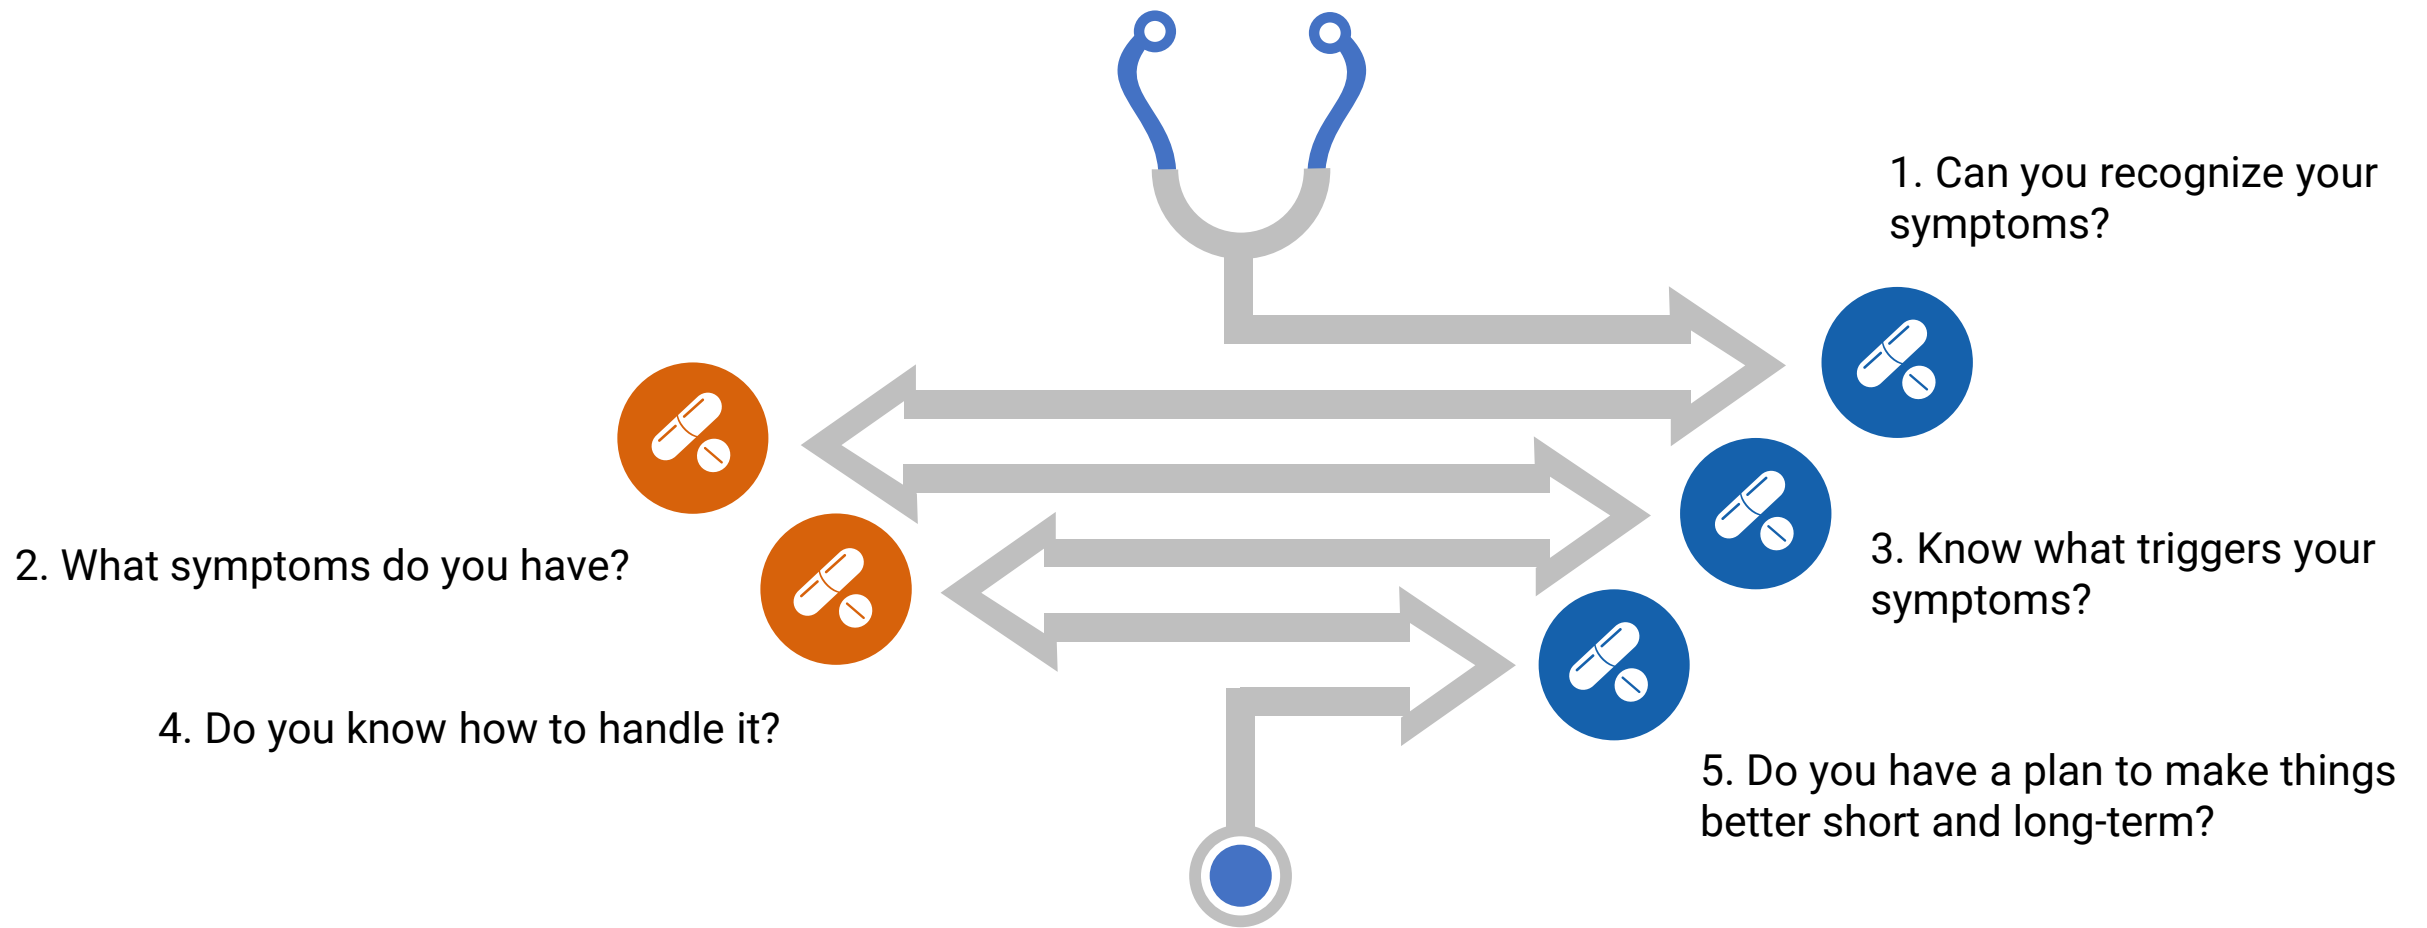 1. Can you recognize your
symptoms?
2. What symptoms do you have?
3. Know what triggers your
symptoms?
4. Do you know how to handle it?
5. Do you have a plan to make things
better short and long-term?